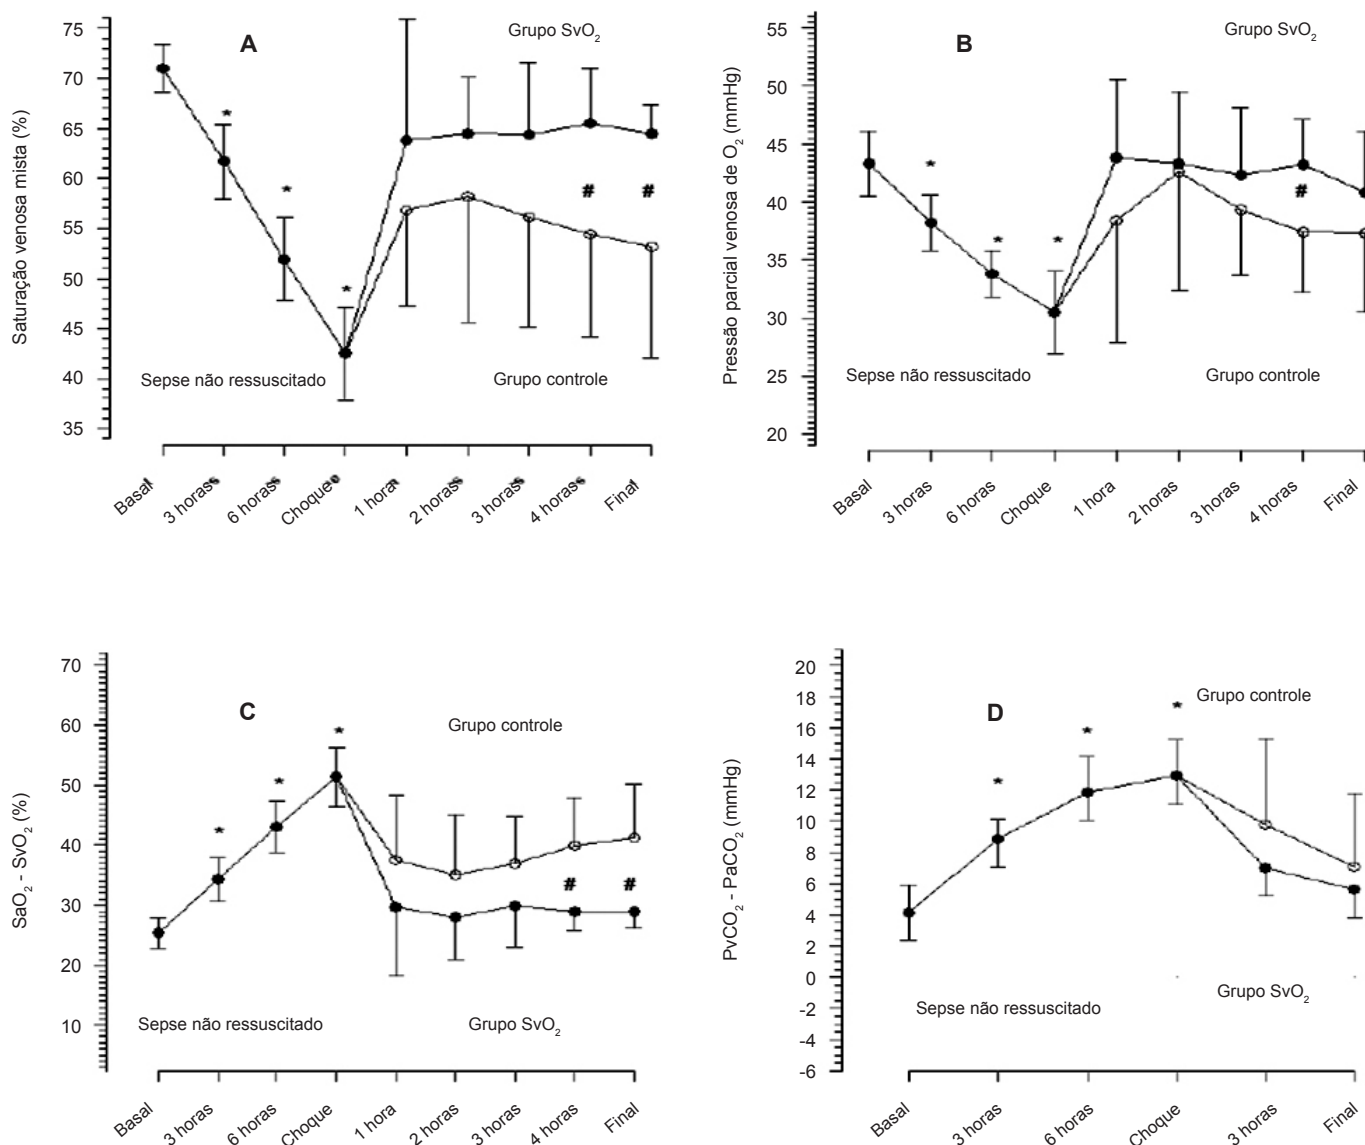 A
Grupo SvO₂
Saturação venosa mista (%)
75
70
65
60
55
50
45
40
35
*
*
*
#
#
Sepse não ressuscitado
Grupo controle
Basal
3 horas
6 horas
Choque
1 hora
2 horas
3 horas
4 horas
Final
B
Grupo SvO₂
Pressão parcial venosa de O₂ (mmHg)
55
50
45
40
35
30
25
20
*
*
*
#
Sepse não ressuscitado
Grupo controle
Basal
3 horas
6 horas
Choque
1 hora
2 horas
3 horas
4 horas
Final
C
Grupo controle
SaO₂ - SvO₂ (%)
70
60
50
40
30
20
10
*
*
*
#
#
Sepse não ressuscitado
Grupo SvO₂
Basal
3 horas
6 horas
Choque
1 hora
2 horas
3 horas
4 horas
Final
D
Grupo controle
PvCO₂ - PaCO₂ (mmHg)
20
18
16
14
12
10
8
6
4
2
0
-2
-4
-6
*
*
*
Sepse não ressuscitado
Grupo SvO₂
Basal
3 horas
6 horas
Choque
3 horas
Final